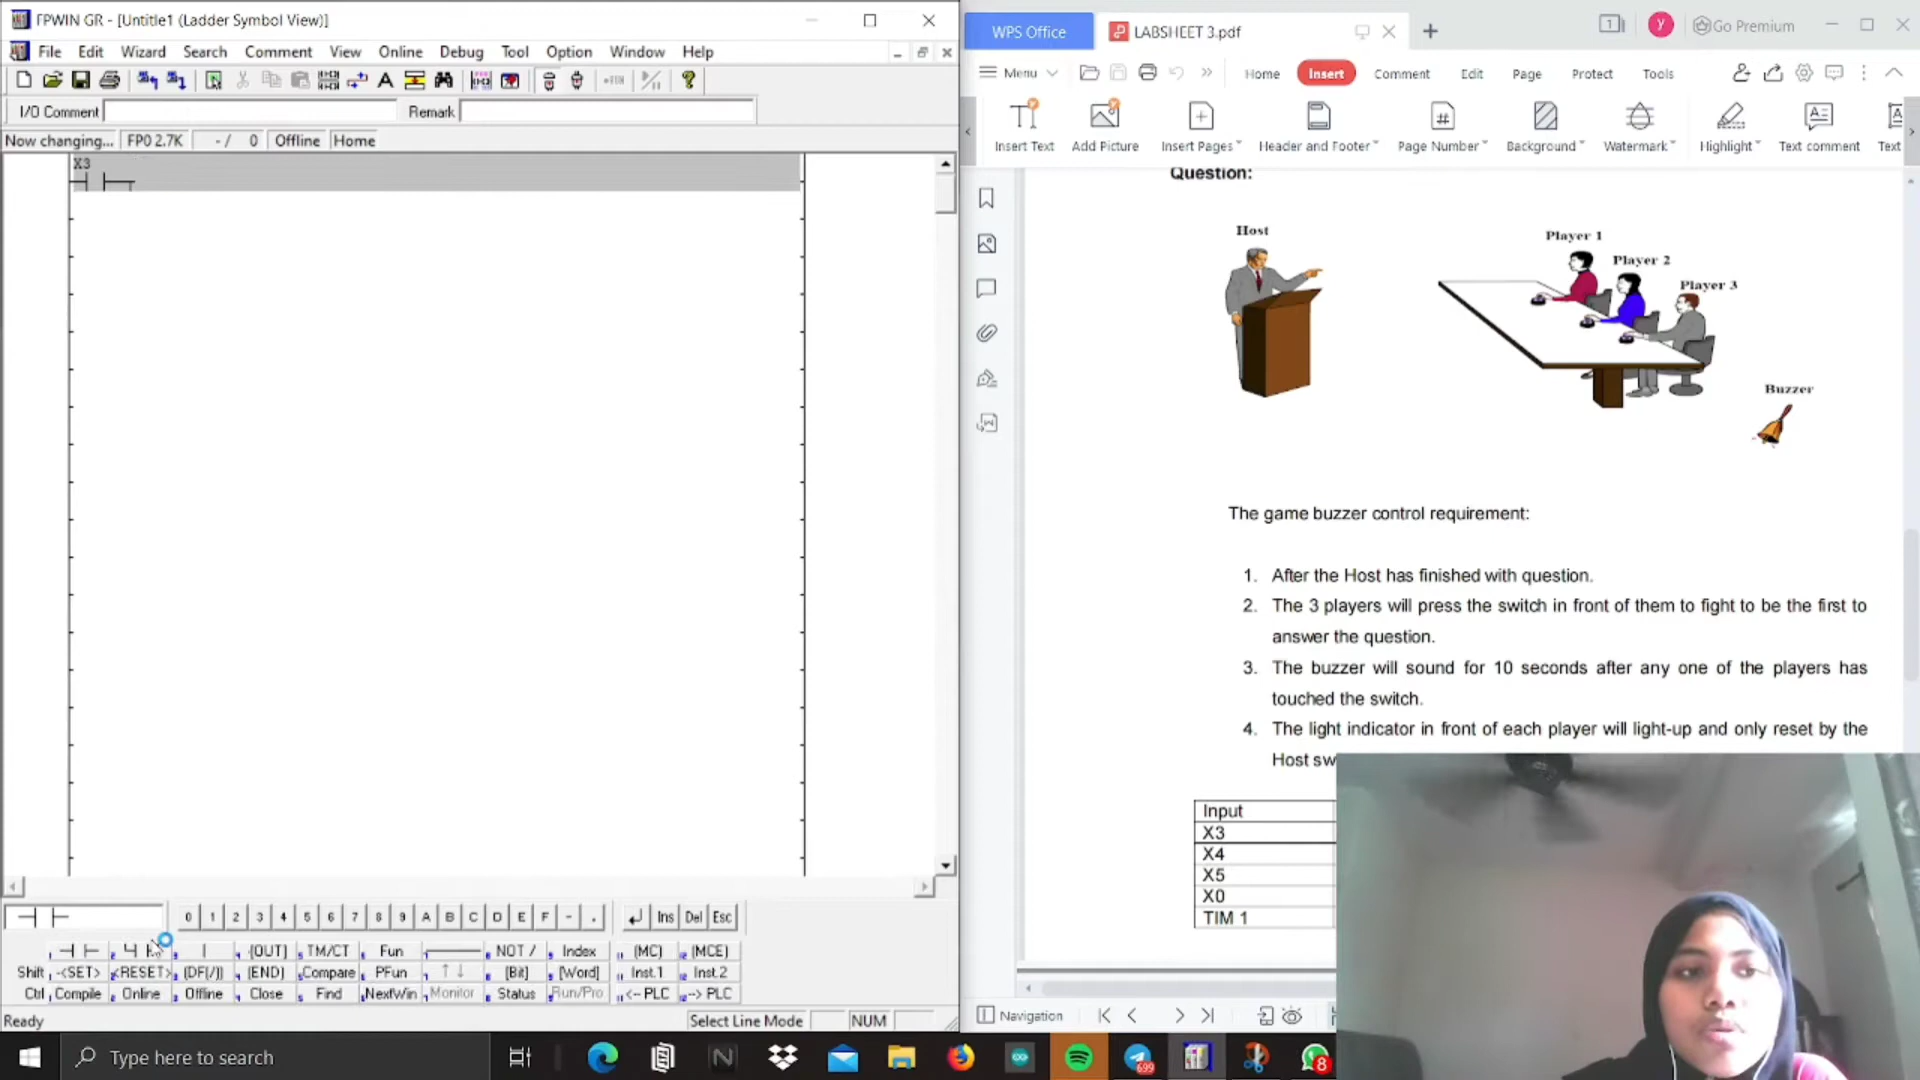 FPWIN GR - [Untitle1 (Ladder Symbol View)]
File Edit Wizard Search Comment View Online Debug Tool Option Window Help
I/O Comment Remark
Now changing... FP0 2.7K - / 0 Offline Home
X3
0 1 2 3 4 5 6 7 8 9 A B C D E F - . Ins Del Esc
[OUT] TM/CT Fun NOT / Index (MC) (MCE)
Shift -<SET> <RESET> (DF(/)) (END) Compare PFun [Bit] [Word] Inst.1 Inst.2
Ctrl Compile Online Offline Close Find NextWin Monitor Status Run/Pro <-- PLC --> PLC
Ready Select Line Mode NUM
Type here to search
699
8
WPS Office LABSHEET 3.pdf
1 y Go Premium
Menu Home Insert Comment Edit Page Protect Tools
Insert Text Add Picture Insert Pages Header and Footer Page Number Background Watermark Highlight Text comment Text
Question:
Host
Player 1
Player 2
Player 3
Buzzer
The game buzzer control requirement:
1. After the Host has finished with question.
2. The 3 players will press the switch in front of them to fight to be the first to
answer the question.
3. The buzzer will sound for 10 seconds after any one of the players has
touched the switch.
4. The light indicator in front of each player will light-up and only reset by the
Host sw
Input
X3
X4
X5
X0
TIM 1
Navigation